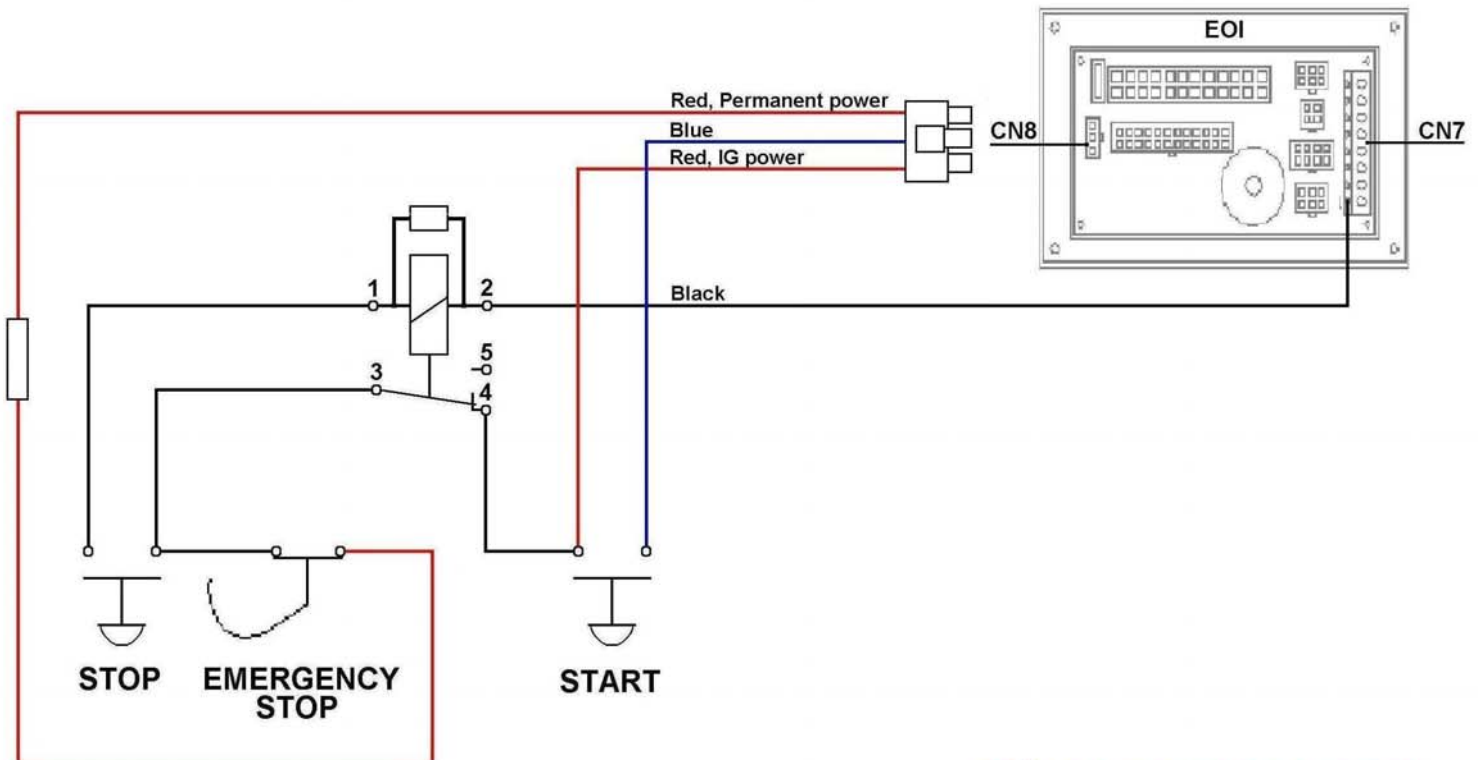 EOI
Red, Permanent power
Blue
CN8
CN7
Red, IG power
1
2
Black
5
3
4
STOP
EMERGENCY
STOP
START